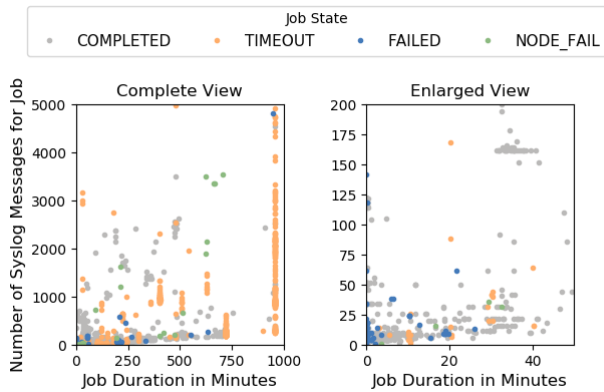 Job State
COMPLETED TIMEOUT FAILED NODE_FAIL
Complete View
Enlarged View
Number of Syslog Messages for Job
5000
4000
3000
2000
1000
0
0 250 500 750 1000
Job Duration in Minutes
200
175
150
125
100
75
50
25
0
0 20 40
Job Duration in Minutes